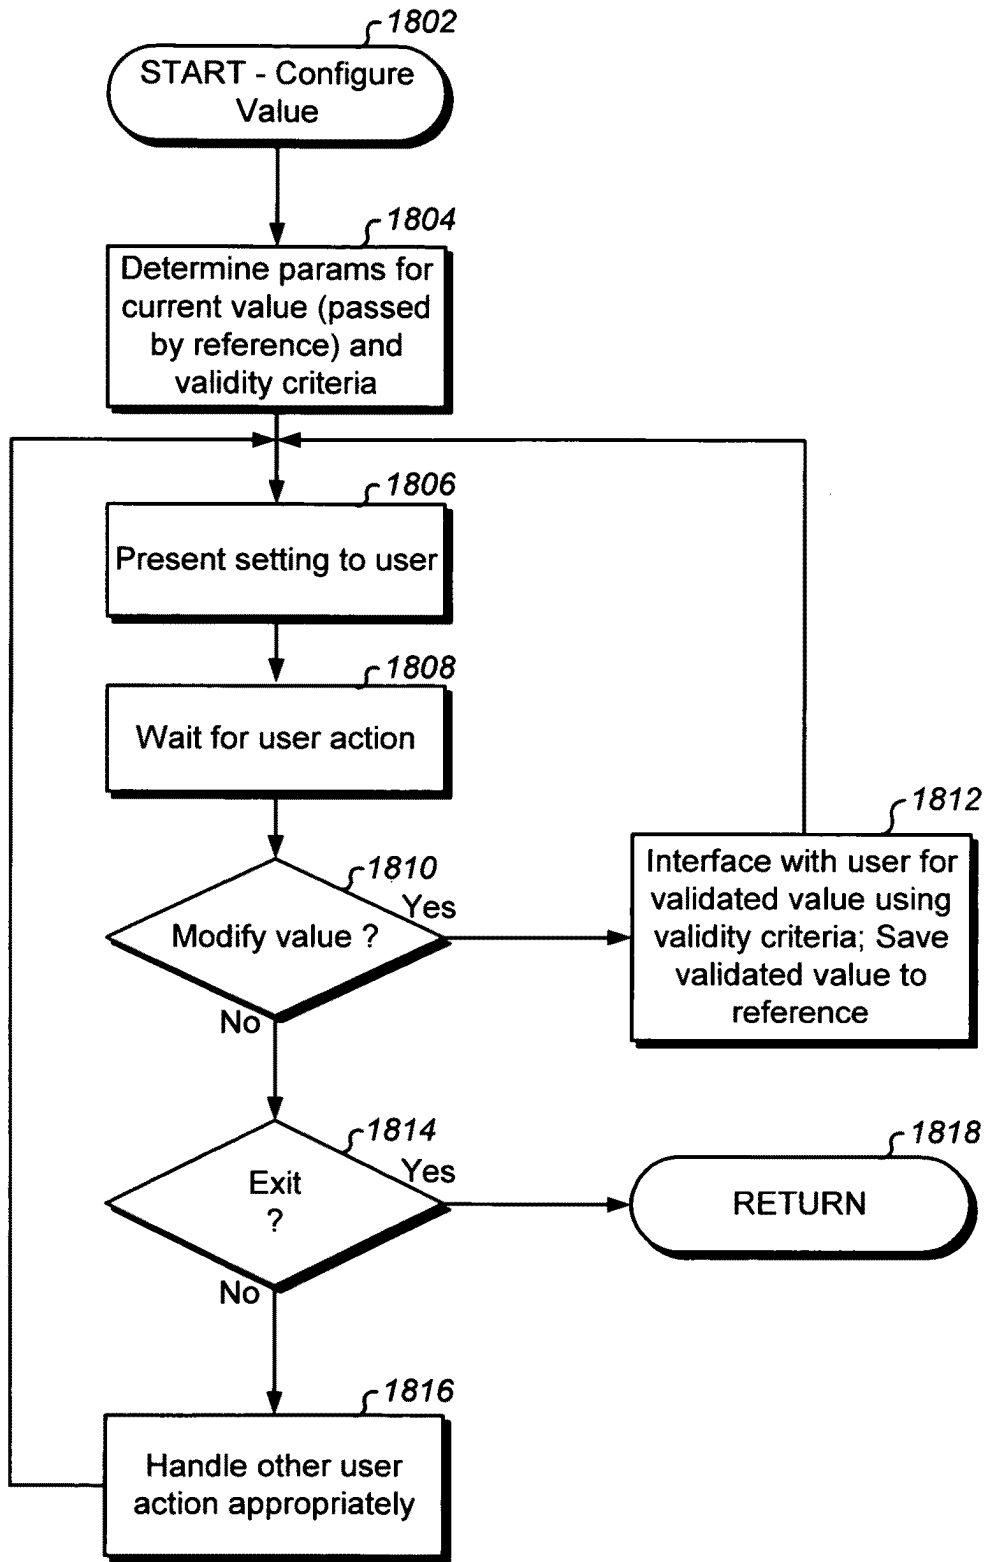 1802
START - Configure
Value
1804
Determine params for
current value (passed
by reference) and
validity criteria
1806
Present setting to user
1808
Wait for user action
1810
Modify value ?
Yes
No
1812
Interface with user for
validated value using
validity criteria; Save
validated value to
reference
1814
Exit
?
Yes
No
1818
RETURN
1816
Handle other user
action appropriately